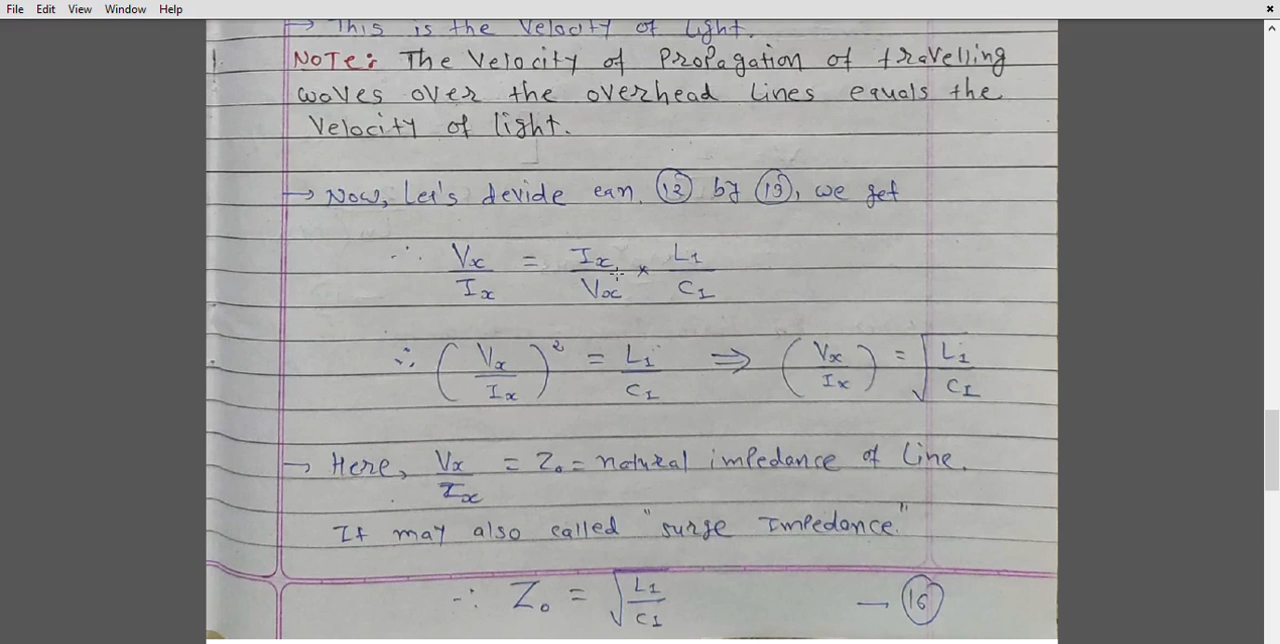 File Edit View Window Help
→ This is the velocity of light.
NOTE: The velocity of Propagation of travelling
waves over the overhead lines equals the
velocity of light.
→ Now, Let's devide eqn. (12) by (13), we get
∴ Vx/Ix = Ix/Vx × L1/C1
∴ (Vx/Ix)² = L1/C1 ⇒ (Vx/Ix) = √(L1/C1)
→ Here, Vx/Ix = Z₀ = natural impedance of line.
It may also called "surge Impedance."
∴ Z₀ = √(L1/C1) — (16)